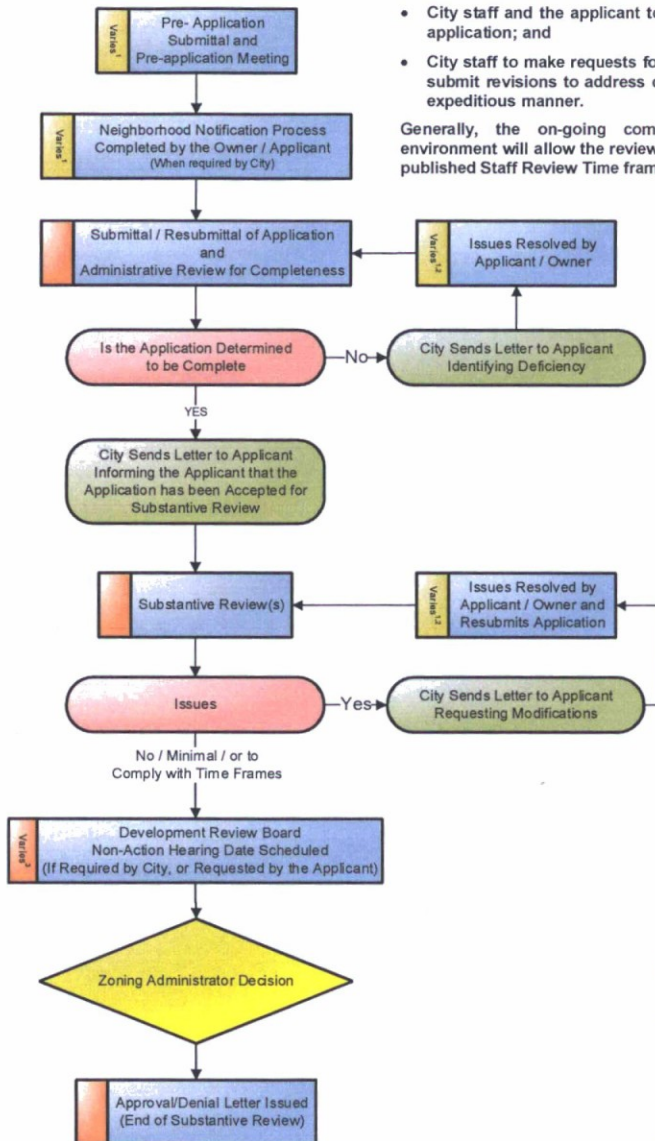 Varies¹
Pre- Application
Submittal and
Pre-application Meeting
• City staff and the applicant to
application; and
• City staff to make requests fo
submit revisions to address
expeditious manner.
Generally, the on-going com
environment will allow the review
published Staff Review Time fram
Varies¹
Neighborhood Notification Process
Completed by the Owner / Applicant
(When required by City)
Submittal / Resubmittal of Application
and
Administrative Review for Completeness
Varies¹,²
Issues Resolved by
Applicant / Owner
Is the Application Determined
to be Complete
No
City Sends Letter to Applicant
Identifying Deficiency
YES
City Sends Letter to Applicant
Informing the Applicant that the
Application has been Accepted for
Substantive Review
Substantive Review(s)
Varies¹,²
Issues Resolved by
Applicant / Owner and
Resubmits Application
Issues
Yes
City Sends Letter to Applicant
Requesting Modifications
No / Minimal / or to
Comply with Time Frames
Varies³
Development Review Board
Non-Action Hearing Date Scheduled
(If Required by City, or Requested by the Applicant)
Zoning Administrator Decision
Approval/Denial Letter Issued
(End of Substantive Review)